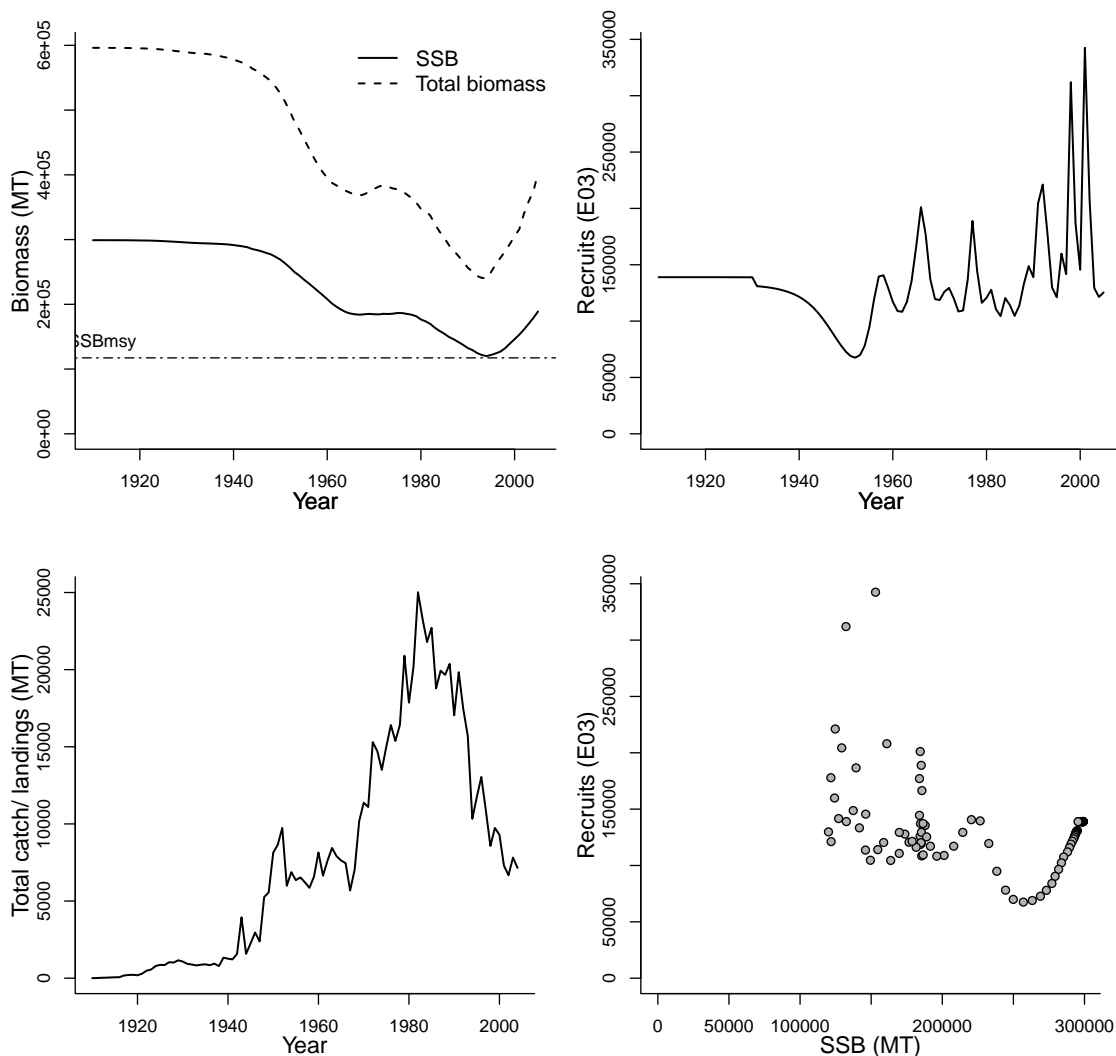 SSB
Total biomass
Biomass (MT)
0e+00
2e+05
4e+05
6e+05
SSBmsy
1920
1940
1960
1980
2000
Year
Recruits (E03)
0
50000
150000
250000
350000
1920
1940
1960
1980
2000
Year
Total catch/ landings (MT)
0
5000
10000
15000
20000
25000
1920
1940
1960
1980
2000
Year
Recruits (E03)
0
50000
150000
250000
350000
0
50000
100000
200000
300000
SSB (MT)